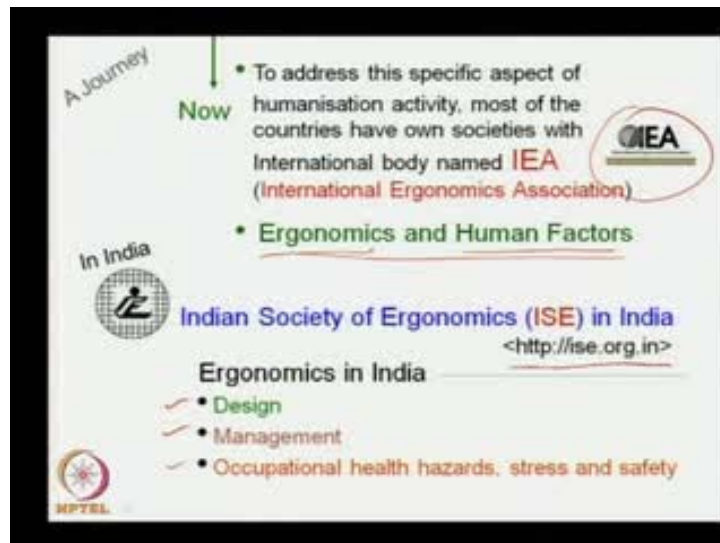 A Journey
Now
• To address this specific aspect of
humanisation activity, most of the
countries have own societies with
International body named IEA
(International Ergonomics Association)
IEA
• Ergonomics and Human Factors
In India
Indian Society of Ergonomics (ISE) in India
<http://ise.org.in>
Ergonomics in India
• Design
• Management
• Occupational health hazards, stress and safety
NPTEL